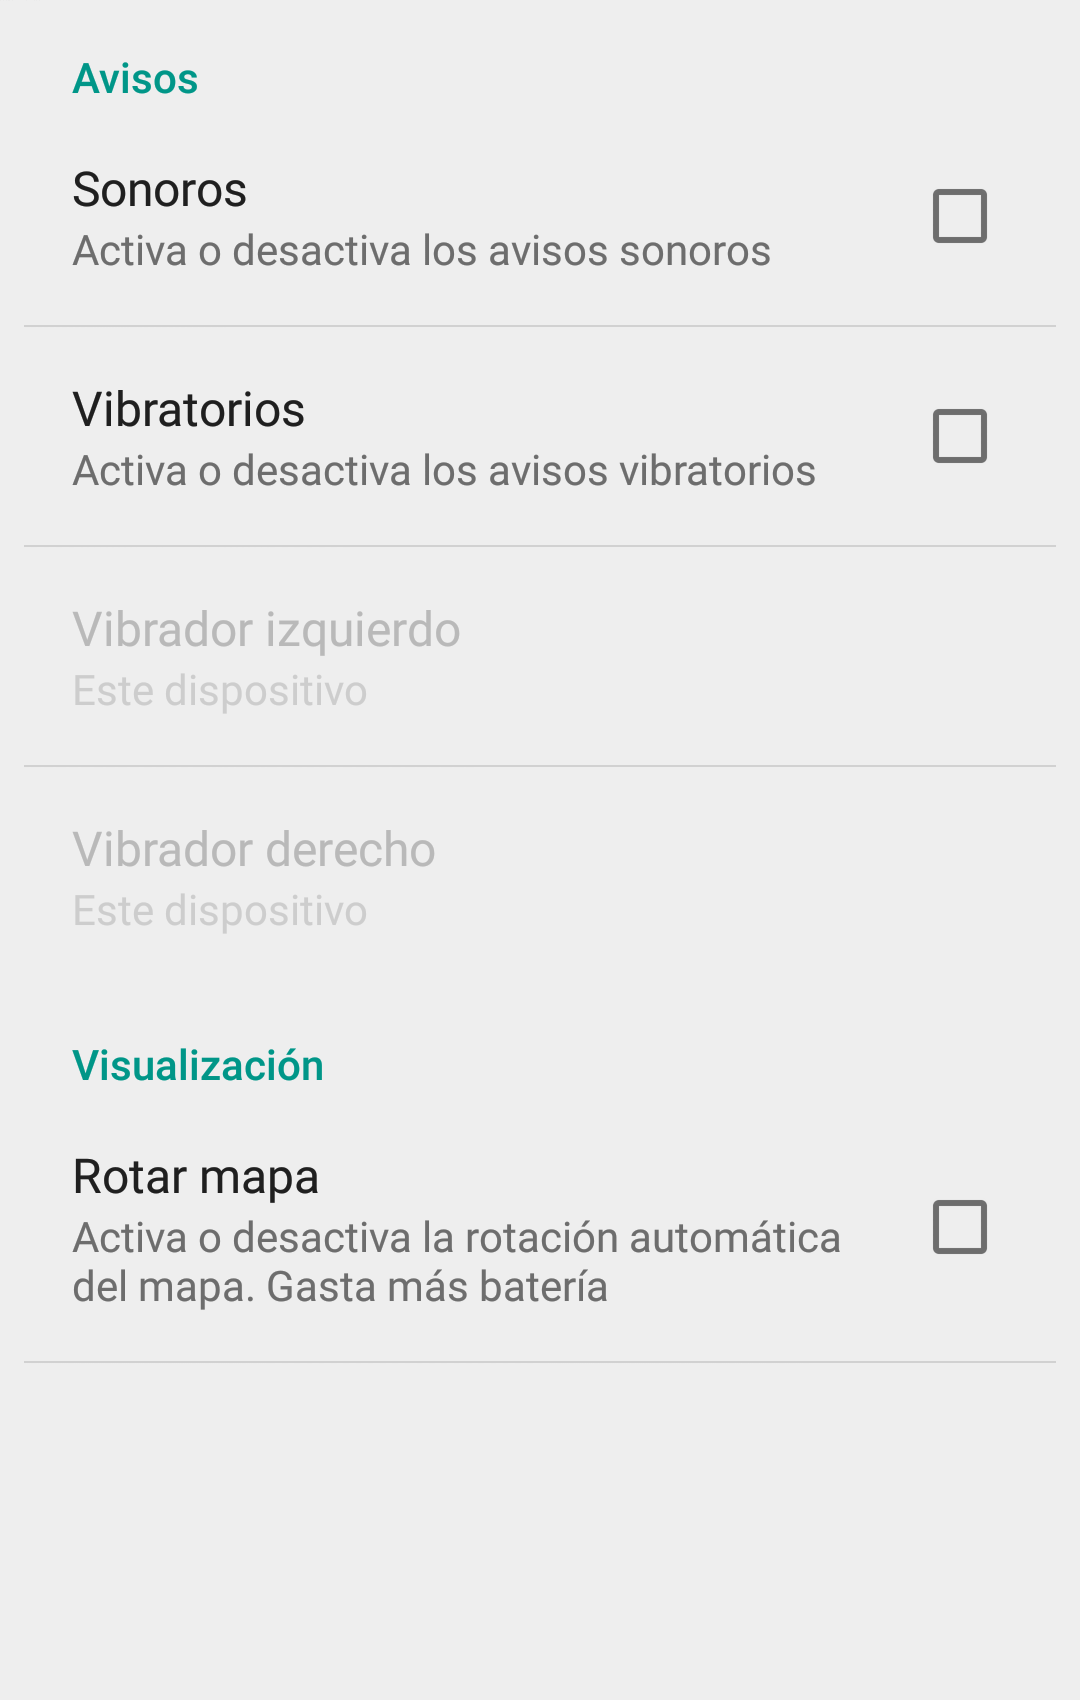 Avisos
Sonoros
Activa o desactiva los avisos sonoros
Vibratorios
Activa o desactiva los avisos vibratorios
Vibrador izquierdo
Este dispositivo
Vibrador derecho
Este dispositivo
Visualización
Rotar mapa
Activa o desactiva la rotación automática
del mapa. Gasta más batería